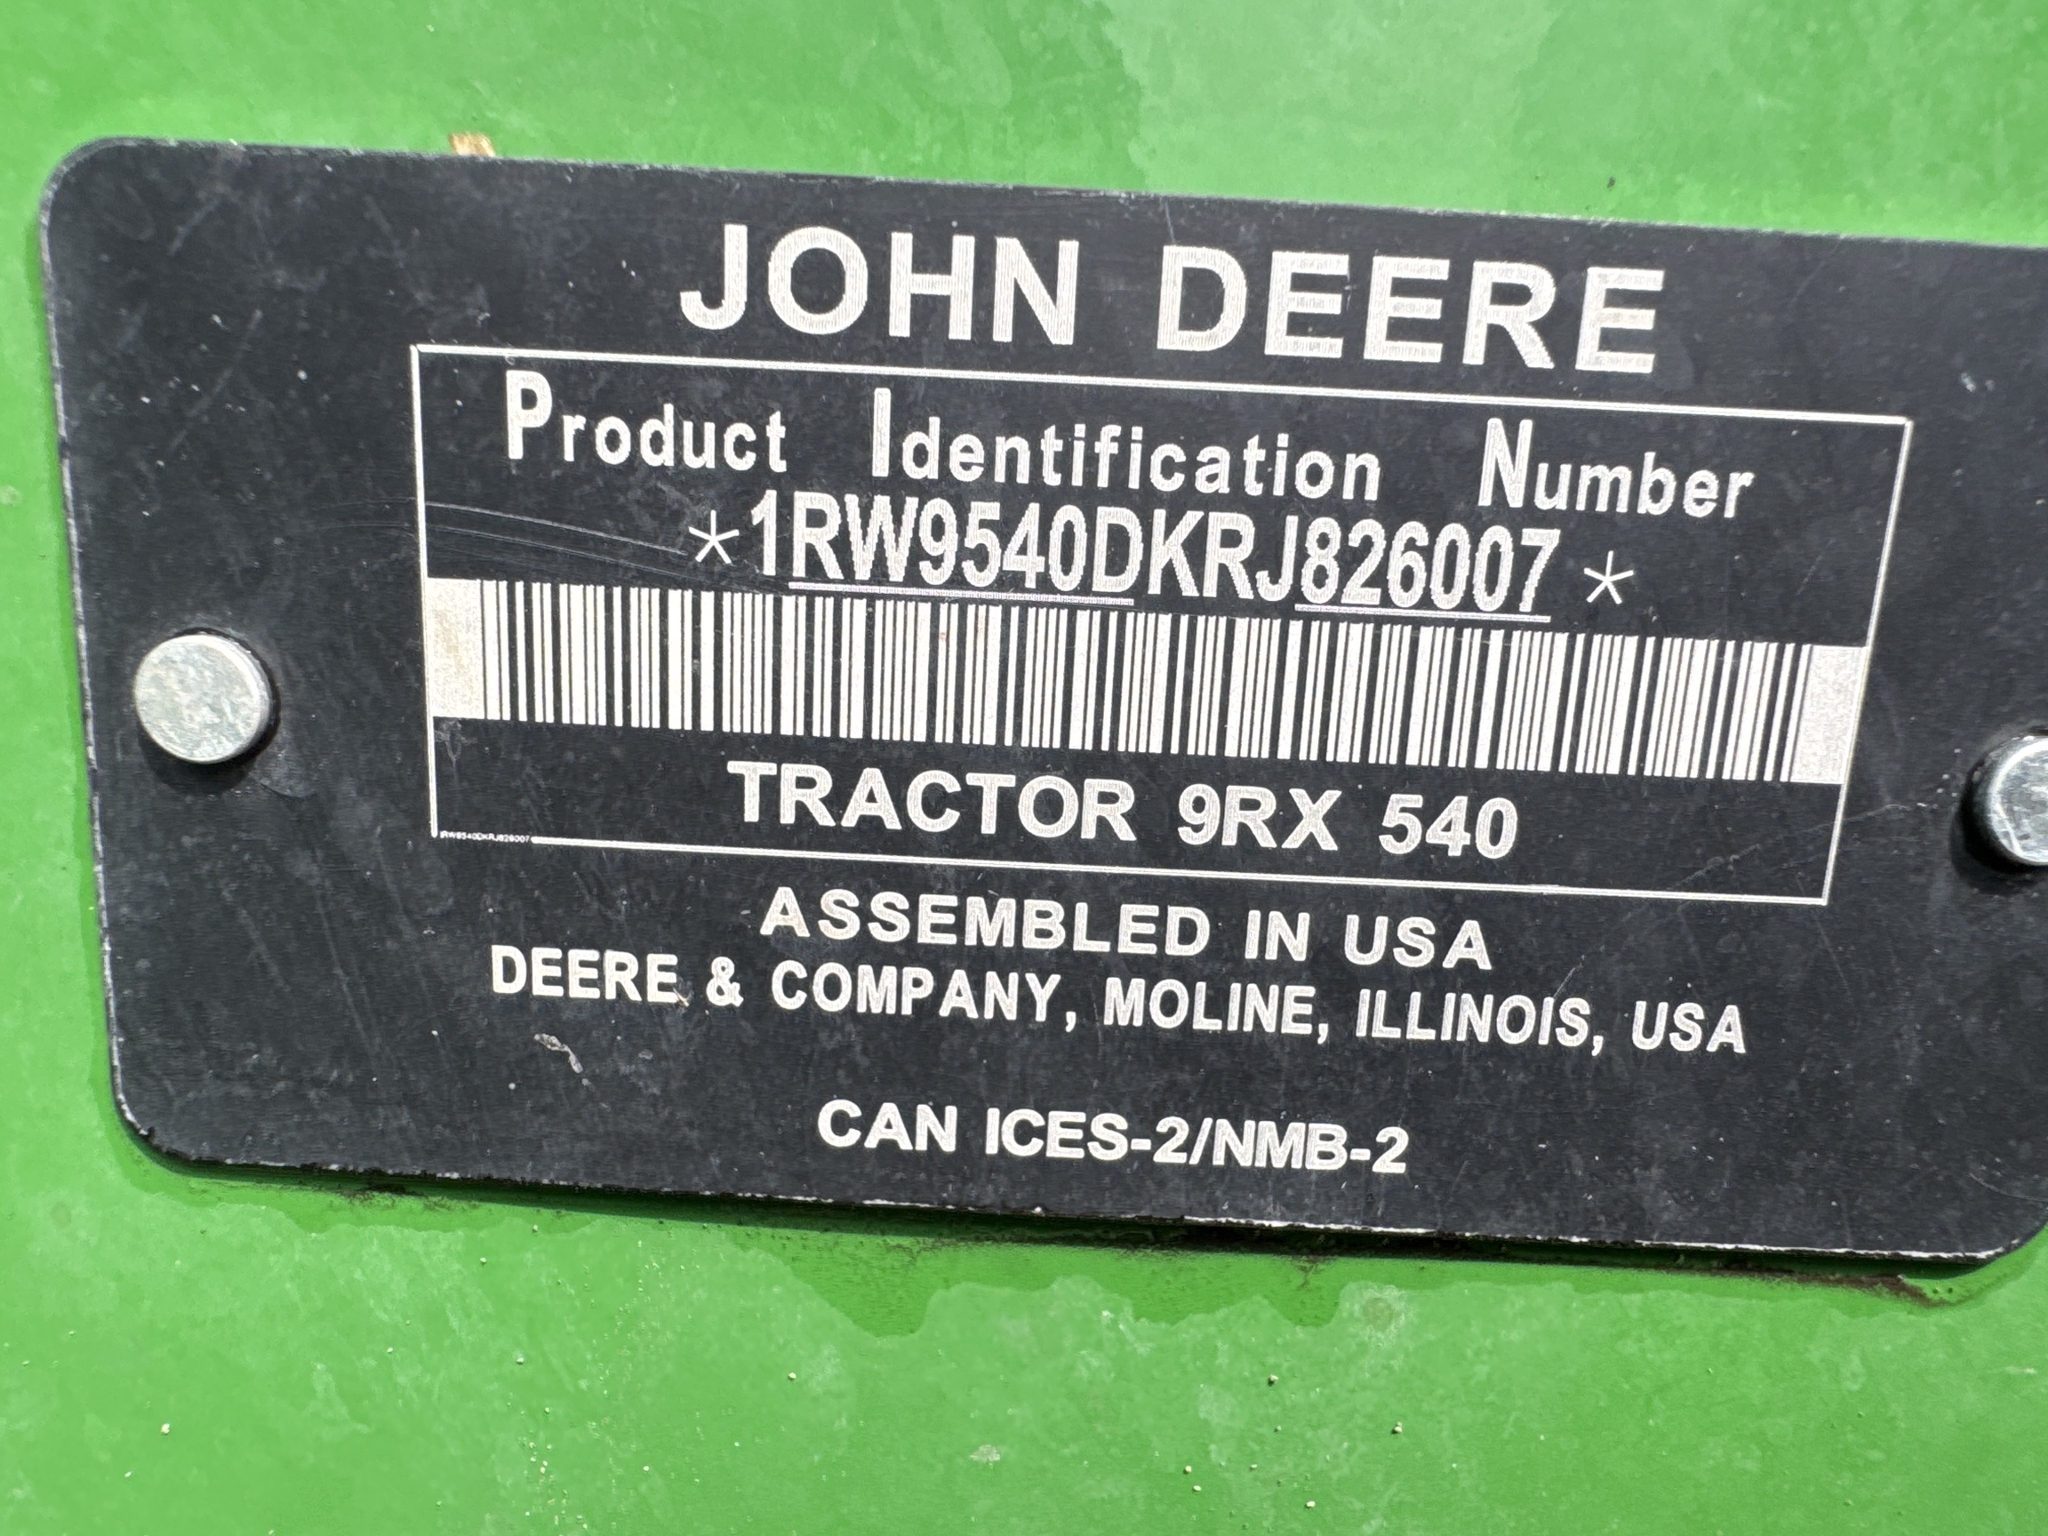 JOHN DEERE
Product Identification Number
*1RW9540DKRJ826007*
TRACTOR 9RX 540
1RW9540DKRJ826007
ASSEMBLED IN USA
DEERE & COMPANY, MOLINE, ILLINOIS, USA
CAN ICES-2/NMB-2